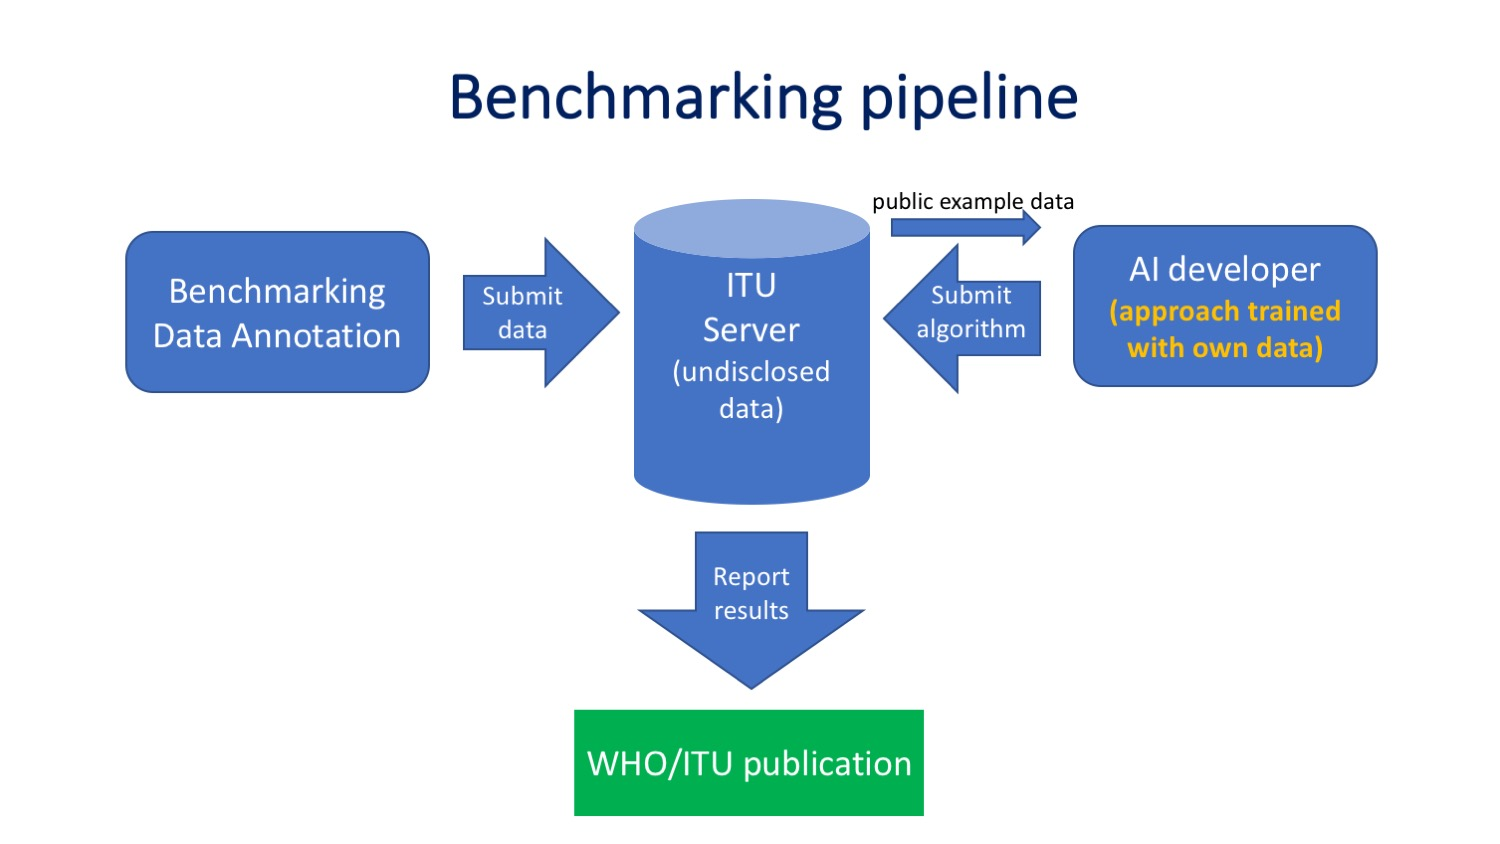 Benchmarking pipeline
public example data
Benchmarking
Data Annotation
Submit
data
ITU
Server
(undisclosed
data)
Submit
algorithm
AI developer
(approach trained
with own data)
Report
results
WHO/ITU publication